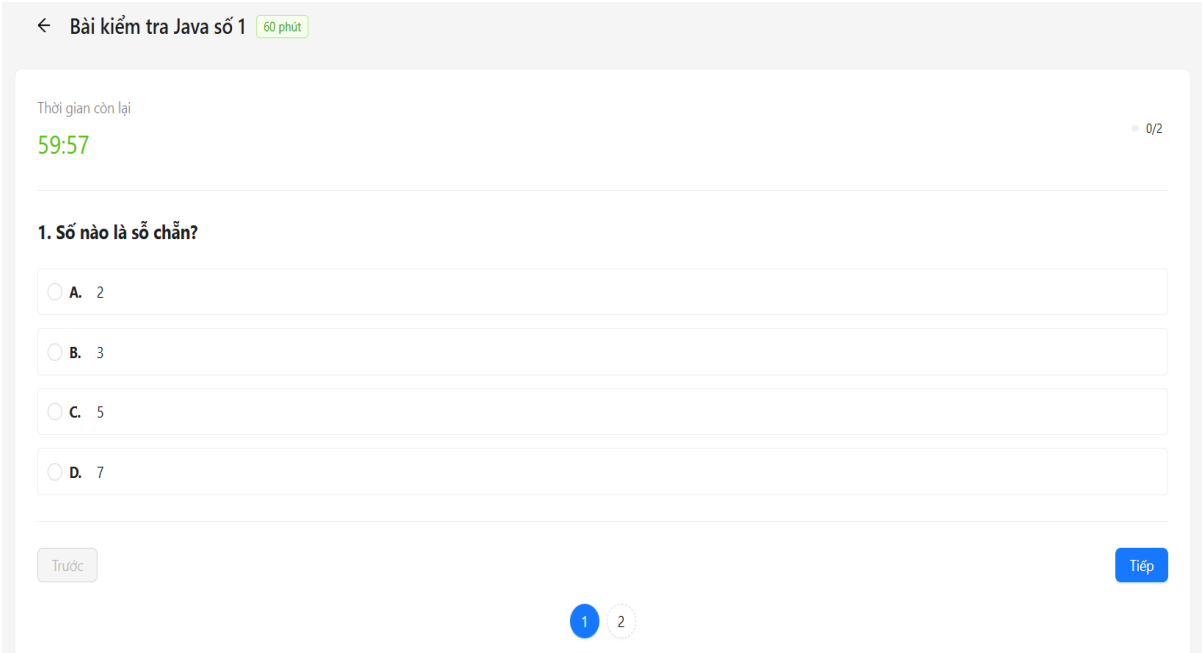 ← Bài kiểm tra Java số 1 60 phút
Thời gian còn lại
59:57
0/2
1. Số nào là sỗ chẵn?
A. 2
B. 3
C. 5
D. 7
Trước
Tiếp
1 2